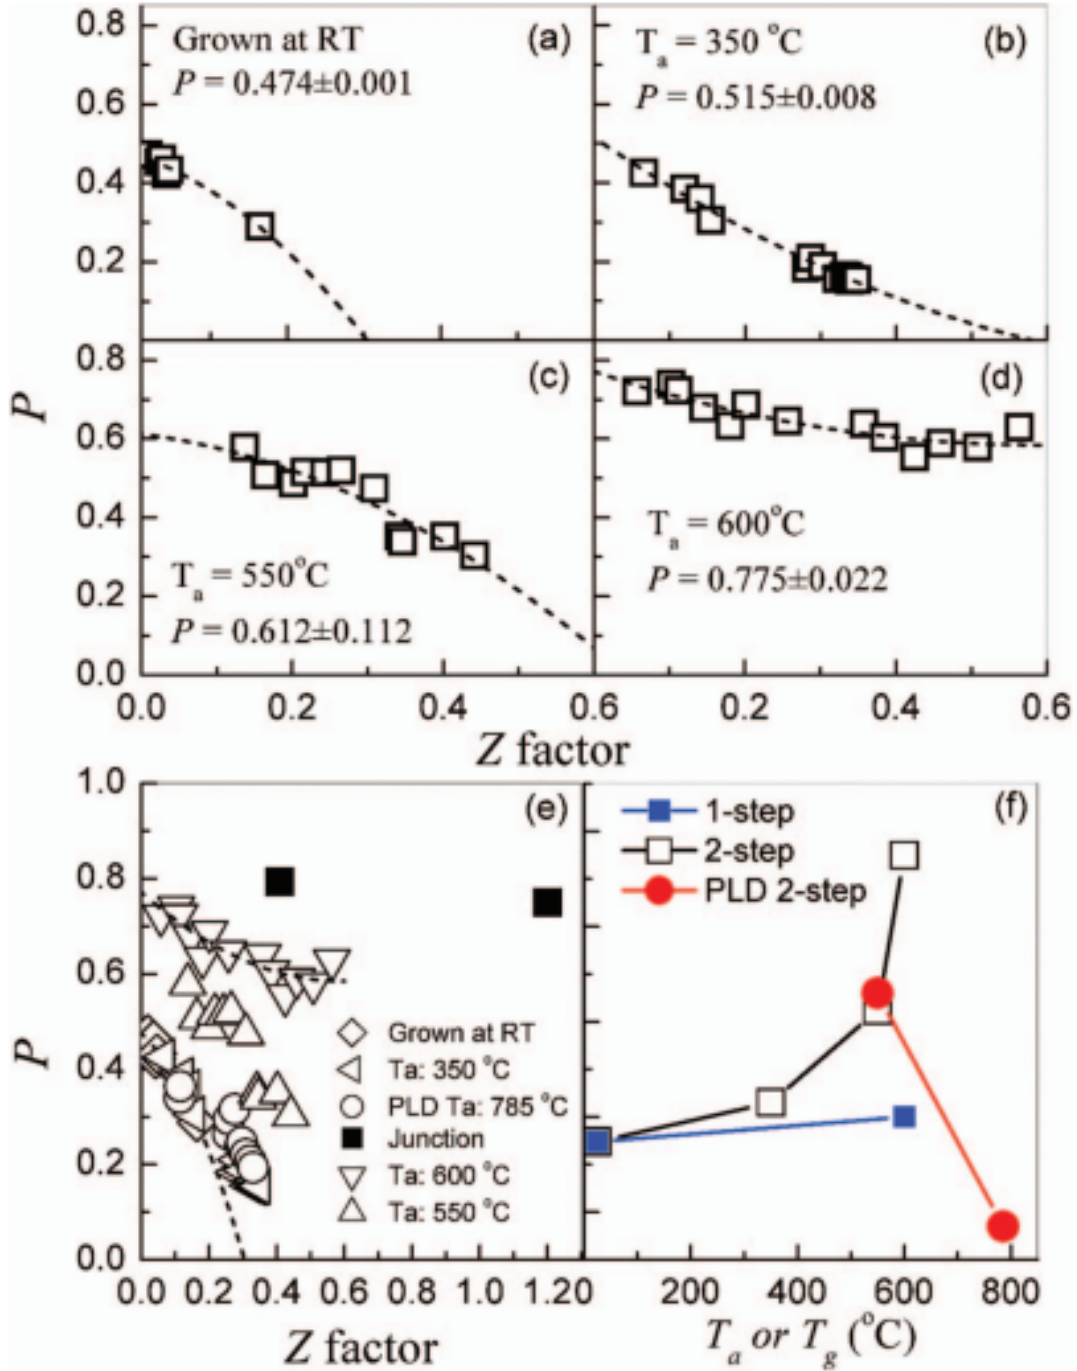 0.8
0.6
0.4
0.2
Grown at RT
P = 0.474±0.001
(a)
T_a = 350 °C
P = 0.515±0.008
(b)
P
0.8
0.6
0.4
0.2
0.0
(c)
T_a = 550°C
P = 0.612±0.112
(d)
T_a = 600°C
P = 0.775±0.022
0.0 0.2 0.4 0.6 0.2 0.4 0.6
Z factor
P
1.0
0.8
0.6
0.4
0.2
0.0
(e)
Grown at RT
Ta: 350 °C
PLD Ta: 785 °C
Junction
Ta: 600 °C
Ta: 550 °C
0.0 0.2 0.4 0.6 0.8 1.0 1.20
Z factor
(f)
1-step
2-step
PLD 2-step
200 400 600 800
T_a or T_g (°C)